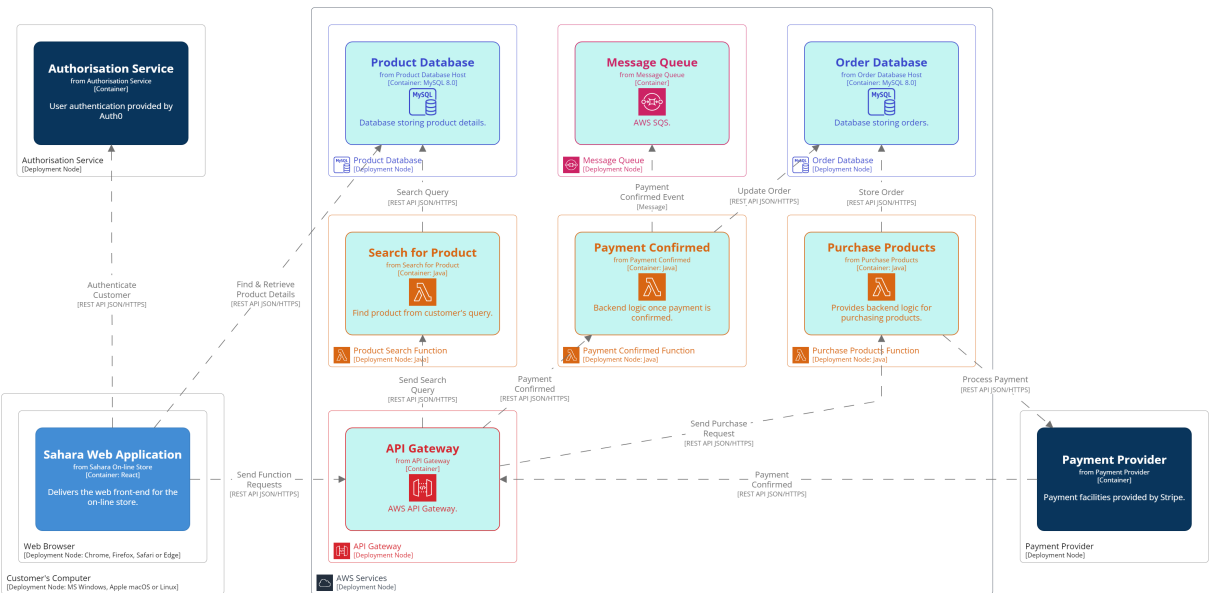 Authorisation Service
from Authorisation Service
[Container]
User authentication provided by
Auth0
Authorisation Service
[Deployment Node]
Product Database
from Product Database Host
[Container: MySQL 8.0]
MySQL
Database storing product details.
MySQL
Product Database
[Deployment Node]
Message Queue
from Message Queue
[Container]
AWS SQS.
Message Queue
[Deployment Node]
Order Database
from Order Database Host
[Container: MySQL 8.0]
MySQL
Database storing orders.
MySQL
Order Database
[Deployment Node]
Search Query
[REST API JSON/HTTPS]
Payment
Confirmed Event
[Message]
Update Order
[REST API JSON/HTTPS]
Store Order
[REST API JSON/HTTPS]
Authenticate
Customer
[REST API JSON/HTTPS]
Find & Retrieve
Product Details
[REST API JSON/HTTPS]
Search for Product
from Search for Product
[Container: Java]
Find product from customer's query.
Product Search Function
[Deployment Node: Java]
Payment Confirmed
from Payment Confirmed
[Container: Java]
Backend logic once payment is
confirmed.
Payment Confirmed Function
[Deployment Node: Java]
Purchase Products
from Purchase Products
[Container: Java]
Provides backend logic for
purchasing products.
Purchase Products Function
[Deployment Node: Java]
Send Search
Query
[REST API JSON/HTTPS]
Payment
Confirmed
[REST API JSON/HTTPS]
Process Payment
[REST API JSON/HTTPS]
Send Purchase
Request
[REST API JSON/HTTPS]
Sahara Web Application
from Sahara On-line Store
[Container: React]
Delivers the web front-end for the
on-line store.
Web Browser
[Deployment Node: Chrome, Firefox, Safari or Edge]
Customer's Computer
[Deployment Node: MS Windows, Apple macOS or Linux]
Send Function
Requests
[REST API JSON/HTTPS]
API Gateway
from API Gateway
[Container]
AWS API Gateway.
API Gateway
[Deployment Node]
AWS Services
[Deployment Node]
Payment
Confirmed
[REST API JSON/HTTPS]
Payment Provider
from Payment Provider
[Container]
Payment facilities provided by Stripe.
Payment Provider
[Deployment Node]